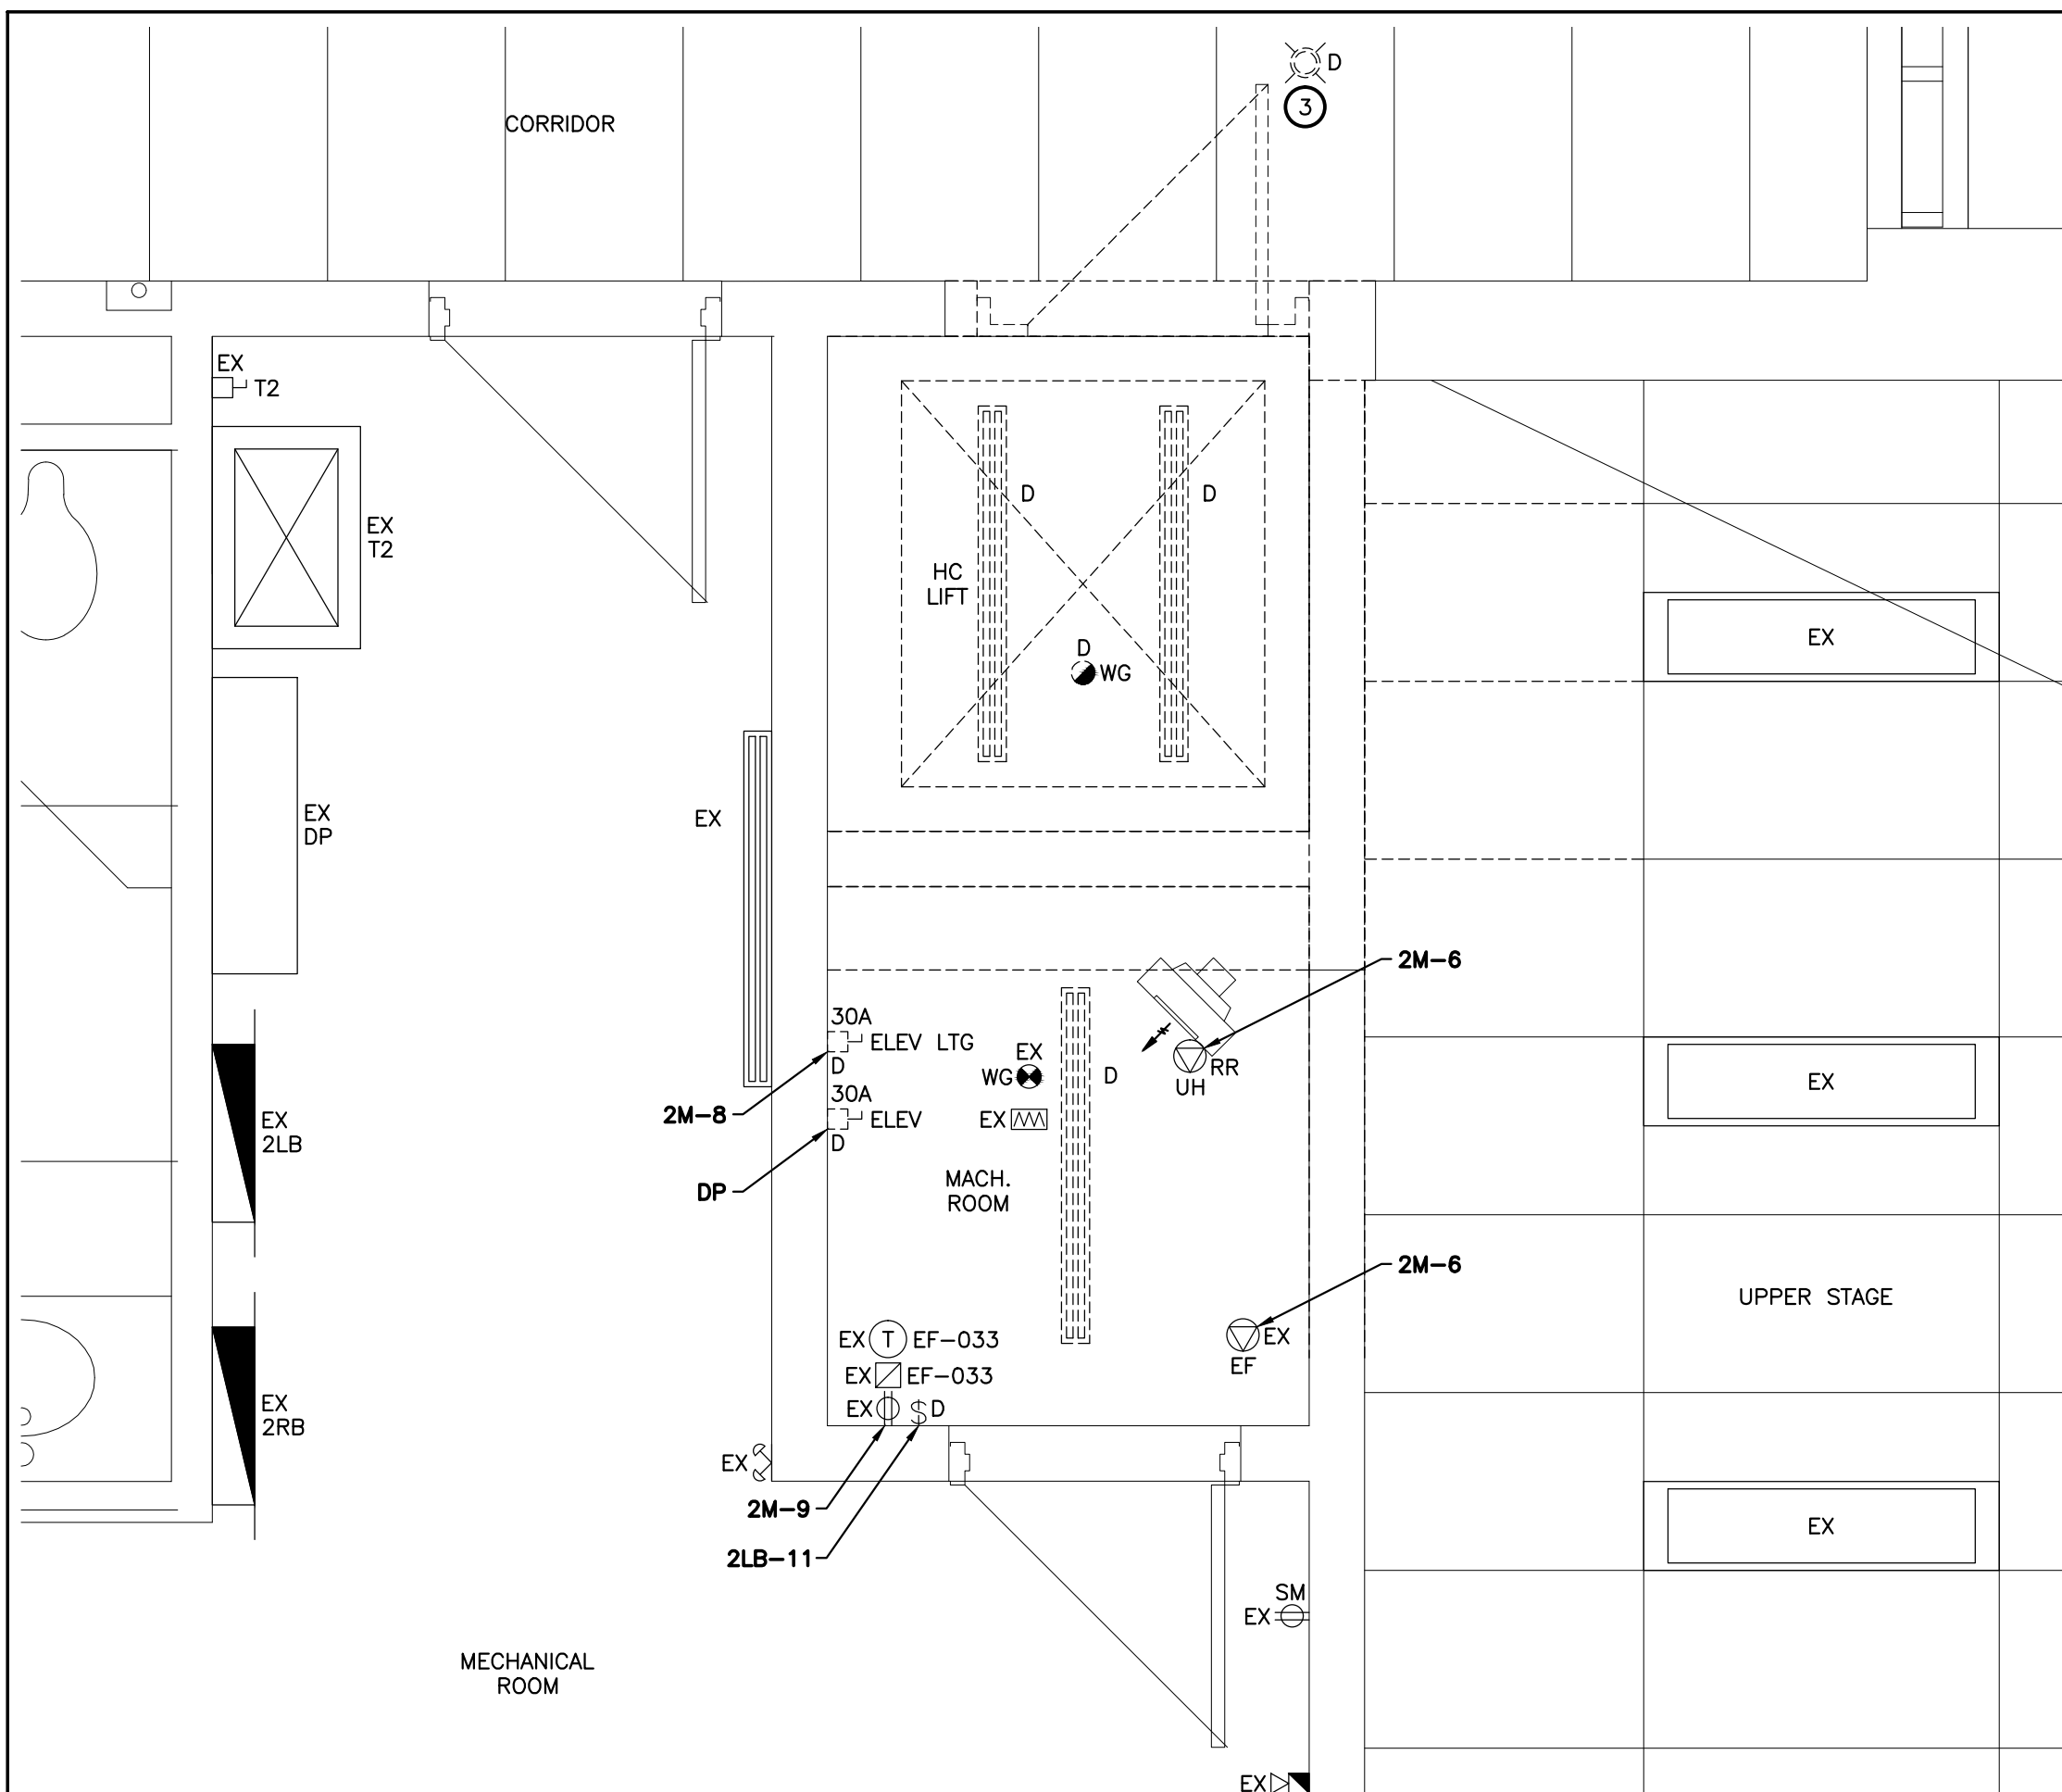 D
3
CORRIDOR
EX
T2
EX
T2
D
D
HC
LIFT
D
WG
EX
EX
DP
EX
2M-6
30A
ELEV LTG
D
EX
WG
D
RR
UH
EX
30A
ELEV
D
EX
2M-8
EX
2LB
DP
MACH.
ROOM
2M-6
UPPER STAGE
EX
T
EF-033
EX
EF
EX
EF-033
EX
S
D
EX
2RB
EX
2M-9
2LB-11
EX
SM
EX
MECHANICAL
ROOM
EX